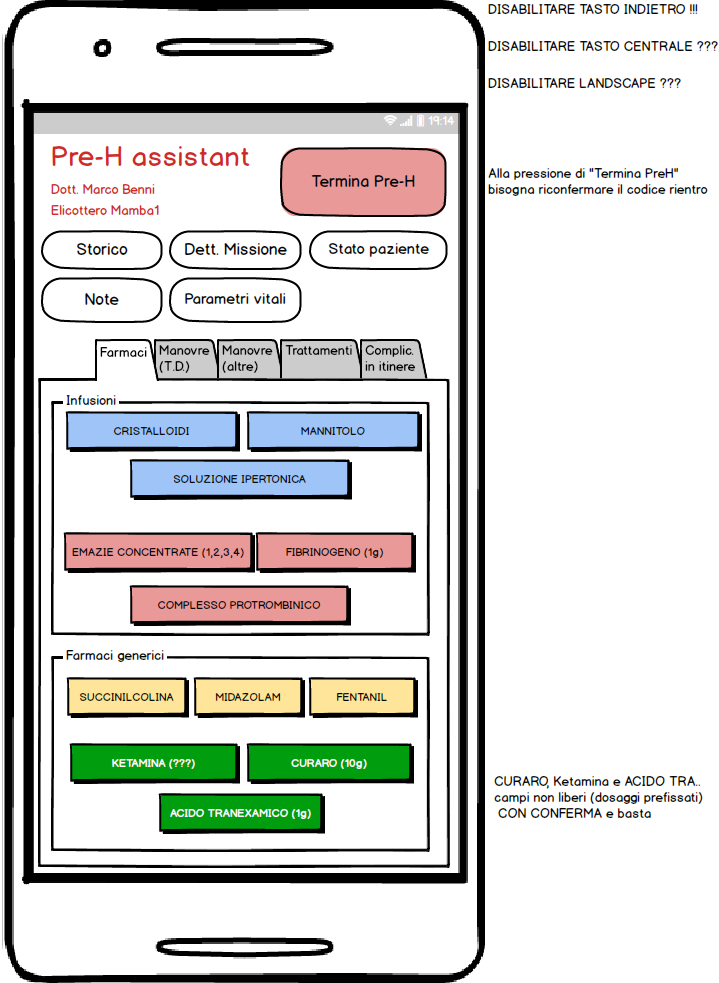 DISABILITARE TASTO INDIETRO !!!
DISABILITARE TASTO CENTRALE ???
DISABILITARE LANDSCAPE ???
19:14
Pre-H assistant
Dott. Marco Benni
Elicottero Mamba1
Termina Pre-H
Alla pressione di "Termina PreH"
bisogna riconfermare il codice rientro
Storico
Dett. Missione
Stato paziente
Note
Parametri vitali
Farmaci
Manovre
(T.D.)
Manovre
(altre)
Trattamenti
Complic.
in itinere
Infusioni
CRISTALLOIDI
MANNITOLO
SOLUZIONE IPERTONICA
EMAZIE CONCENTRATE (1,2,3,4)
FIBRINOGENO (1g)
COMPLESSO PROTROMBINICO
Farmaci generici
SUCCINILCOLINA
MIDAZOLAM
FENTANIL
KETAMINA (???)
CURARO (10g)
ACIDO TRANEXAMICO (1g)
CURARO, Ketamina e ACIDO TRA..
campi non liberi (dosaggi prefissati)
CON CONFERMA e basta